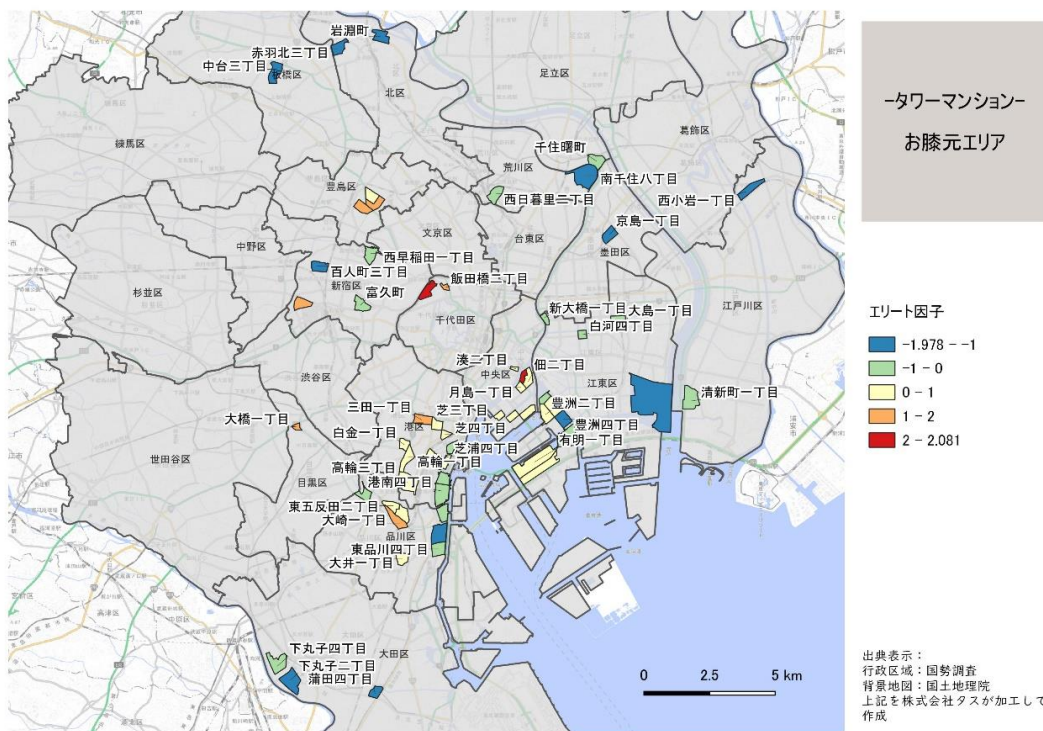 岩淵町
赤羽北三丁目
中台三丁目
板橋区
北区
足立区
葛飾区
練馬区
千住曙町
荒川区
南千住八丁目
豊島区
西日暮里二丁目
西小岩一丁目
京島一丁目
文京区
台東区
墨田区
中野区
西早稲田一丁目
百人町三丁目
新宿区
飯田橋二丁目
杉並区
富久町
千代田区
新大橋一丁目
大島一丁目
江戸川区
白河四丁目
湊二丁目
佃二丁目
中央区
江東区
渋谷区
月島一丁目
清新町一丁目
豊洲二丁目
三田一丁目
芝三丁目
大橋一丁目
港区
芝四丁目
豊洲四丁目
白金一丁目
有明一丁目
芝浦四丁目
世田谷区
高輪三丁目
高輪一丁目
目黒区
港南四丁目
東五反田二丁目
大崎一丁目
品川区
東品川四丁目
大井一丁目
下丸子四丁目
大田区
下丸子二丁目
蒲田四丁目
高津区
0 2.5 5 km
-タワーマンション-
お膝元エリア
エリート因子
-1.978 - -1
-1 - 0
0 - 1
1 - 2
2 - 2.081
出典表示：
行政区域：国勢調査
背景地図：国土地理院
上記を株式会社タスが加工して
作成